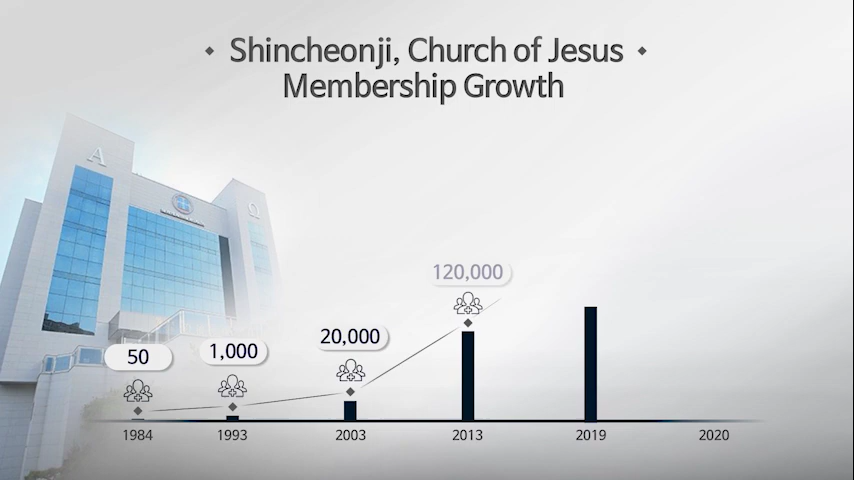 Shincheonji, Church of Jesus
Membership Growth
A
Ω
120,000
20,000
1,000
50
1984 1993 2003 2013 2019 2020